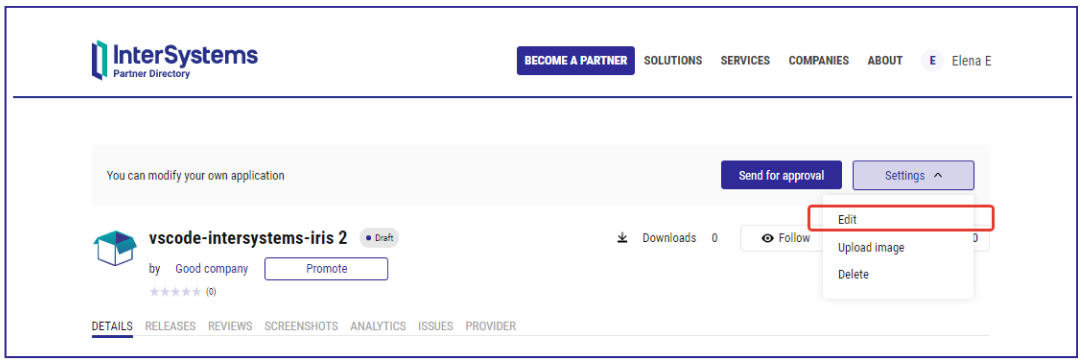 InterSystems
Partner Directory
BECOME A PARTNER SOLUTIONS SERVICES COMPANIES ABOUT E Elena E
You can modify your own application Send for approval Settings
Edit
vscode-intersystems-iris 2 Draft Downloads 0 Follow 0
Upload image
by Good company Promote
Delete
(0)
DETAILS RELEASES REVIEWS SCREENSHOTS ANALYTICS ISSUES PROVIDER